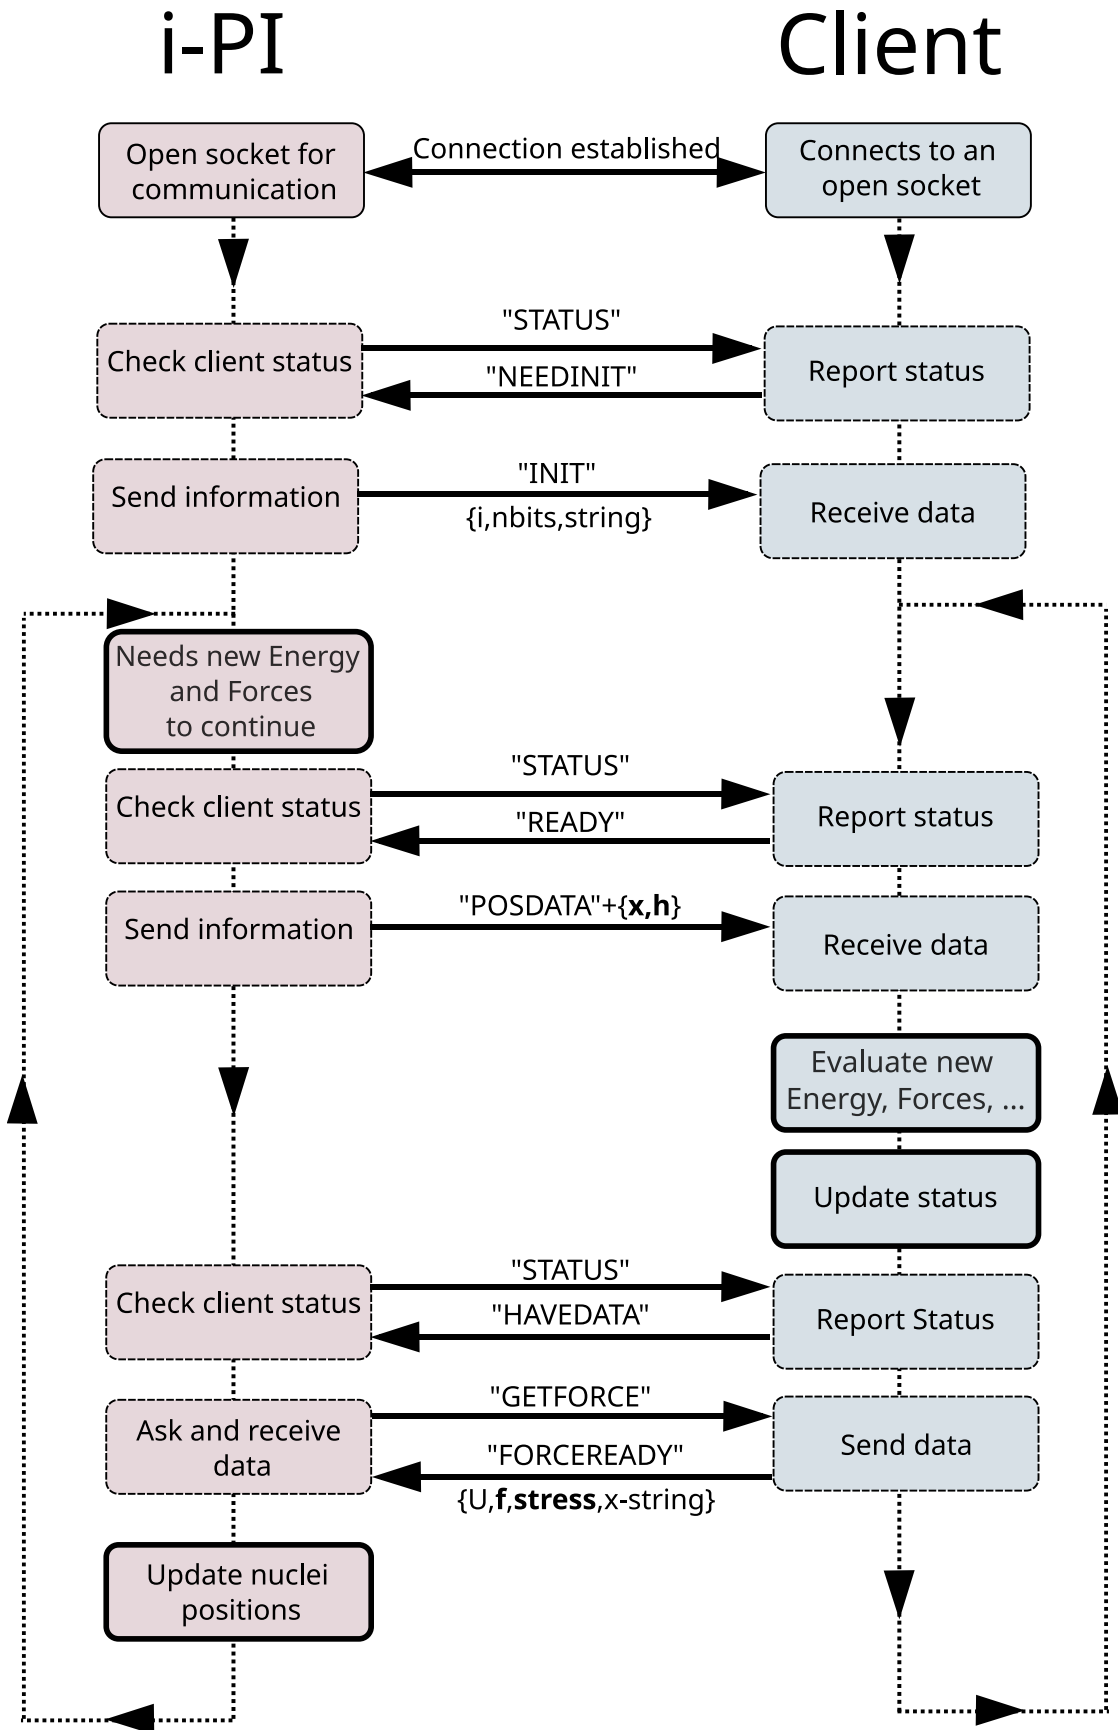 i-PI
Client
Open socket for
communication
Connection established
Connects to an
open socket
"STATUS"
Check client status
"NEEDINIT"
Report status
"INIT"
Send information
{i,nbits,string}
Receive data
Needs new Energy
and Forces
to continue
"STATUS"
Check client status
"READY"
Report status
"POSDATA"+{x,h}
Send information
Receive data
Evaluate new
Energy, Forces, ...
Update status
"STATUS"
Check client status
"HAVEDATA"
Report Status
"GETFORCE"
Ask and receive
data
"FORCEREADY"
{U,f,stress,x-string}
Send data
Update nuclei
positions